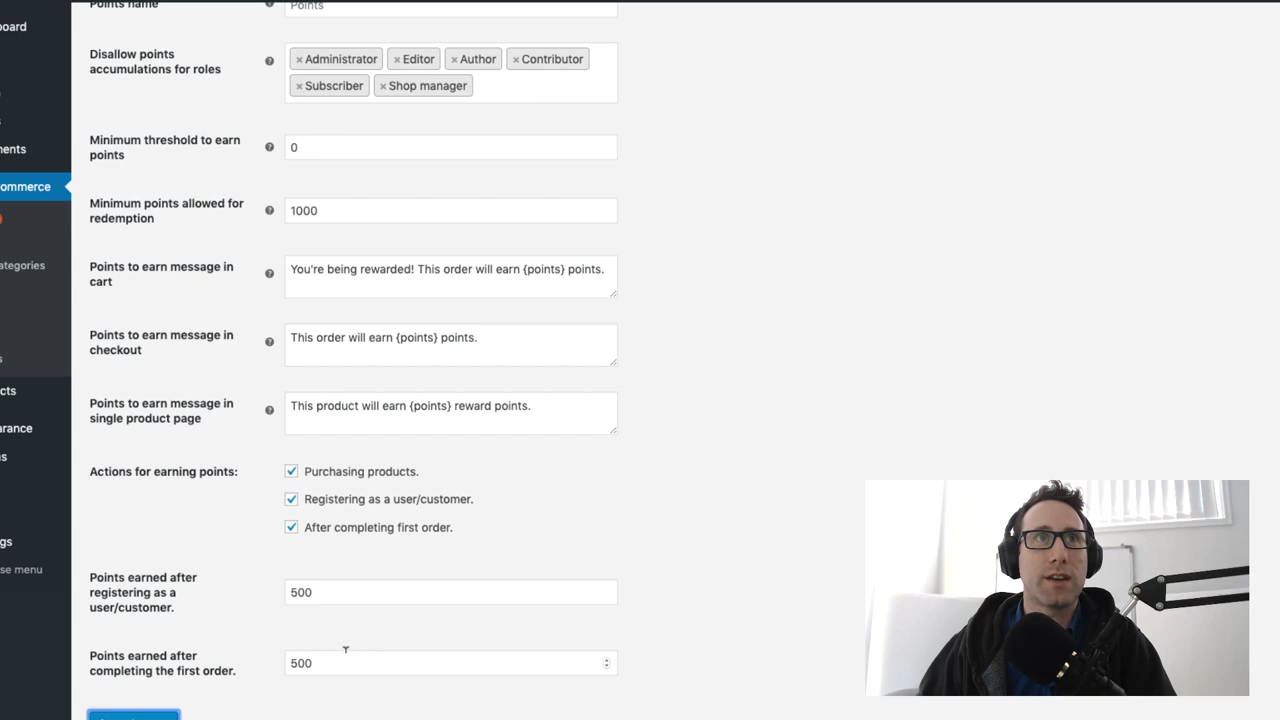 Points name
Points
oard
Disallow points
accumulations for roles
× Administrator × Editor × Author × Contributor
× Subscriber × Shop manager
Minimum threshold to earn
points
0
ments
ommerce
Minimum points allowed for
redemption
1000
ategories
Points to earn message in
cart
You're being rewarded! This order will earn {points} points.
Points to earn message in
checkout
This order will earn {points} points.
s
cts
Points to earn message in
single product page
This product will earn {points} reward points.
arance
ns
Actions for earning points:
Purchasing products.
Registering as a user/customer.
After completing first order.
gs
se menu
Points earned after
registering as a
user/customer.
500
Points earned after
completing the first order.
500